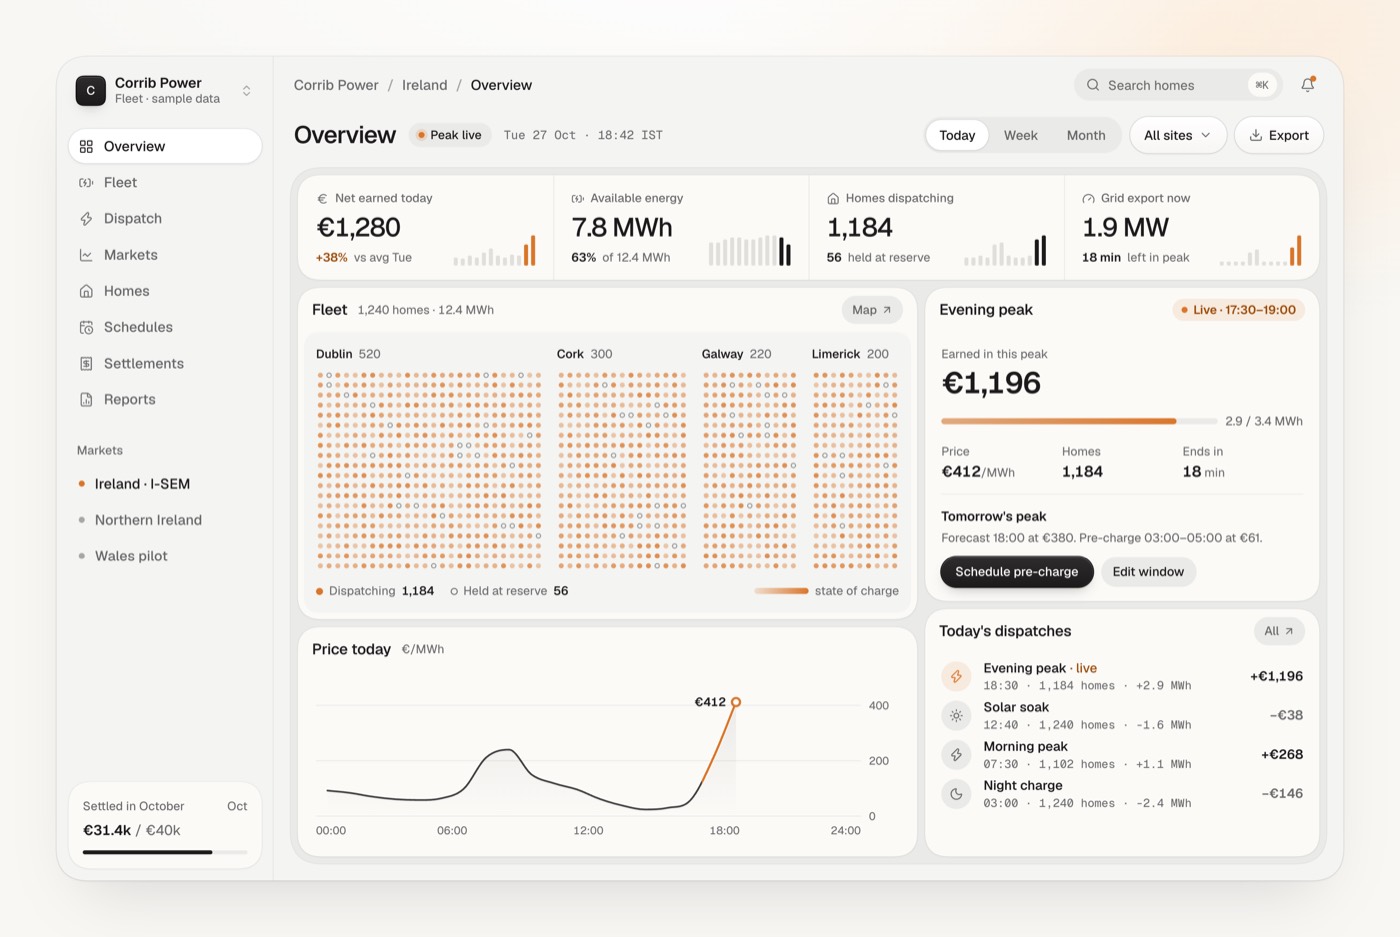 C
Corrib Power
Fleet · sample data
Overview
Fleet
Dispatch
Markets
Homes
Schedules
Settlements
Reports
Markets
Ireland · I-SEM
Northern Ireland
Wales pilot
Settled in October Oct
€31.4k / €40k
Corrib Power / Ireland / Overview
Search homes ⌘K
Overview Peak live Tue 27 Oct · 18:42 IST
Today Week Month All sites Export
Net earned today
€1,280
+38% vs avg Tue
Available energy
7.8 MWh
63% of 12.4 MWh
Homes dispatching
1,184
56 held at reserve
Grid export now
1.9 MW
18 min left in peak
Fleet 1,240 homes · 12.4 MWh Map
Dublin 520 Cork 300 Galway 220 Limerick 200
Dispatching 1,184 Held at reserve 56 state of charge
Price today €/MWh
€412
400
200
0
00:00 06:00 12:00 18:00 24:00
Evening peak Live · 17:30–19:00
Earned in this peak
€1,196
2.9 / 3.4 MWh
Price Homes Ends in
€412/MWh 1,184 18 min
Tomorrow's peak
Forecast 18:00 at €380. Pre-charge 03:00–05:00 at €61.
Schedule pre-charge Edit window
Today's dispatches All
Evening peak · live
18:30 · 1,184 homes · +2.9 MWh
+€1,196
Solar soak
12:40 · 1,240 homes · -1.6 MWh
−€38
Morning peak
07:30 · 1,102 homes · +1.1 MWh
+€268
Night charge
03:00 · 1,240 homes · -2.4 MWh
−€146